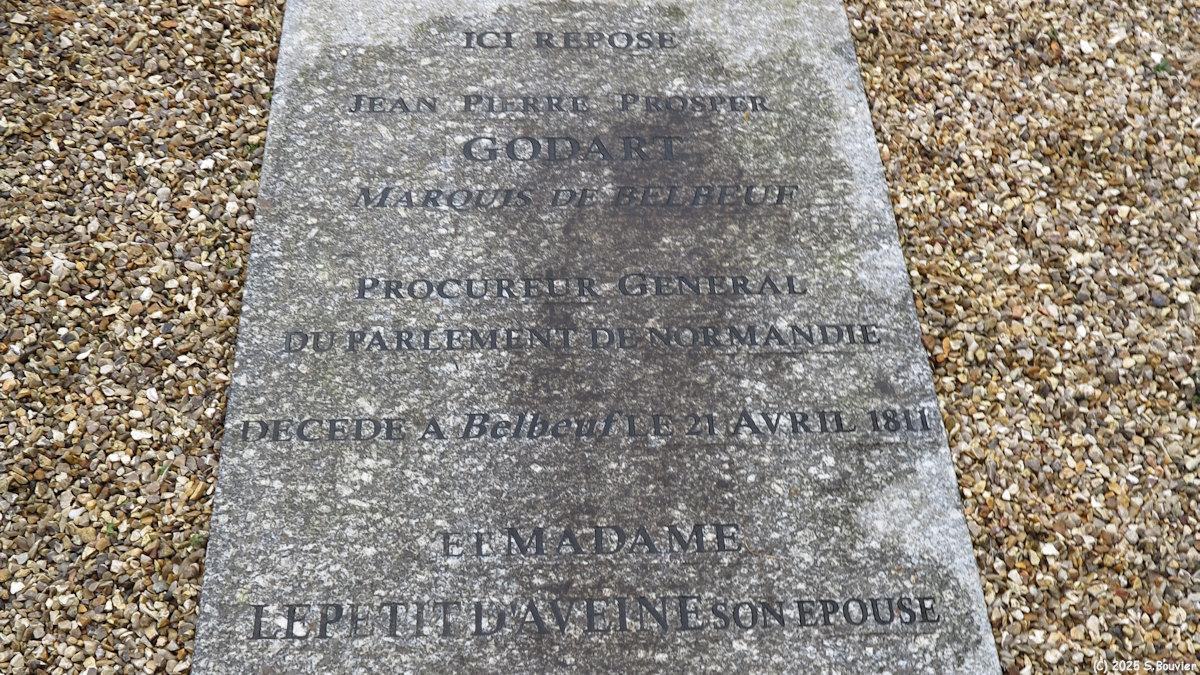 ICI REPOSE
JEAN PIERRE PROSPER
GODART
MARQUIS DE BELBEUF
PROCUREUR GENERAL
DU PARLEMENT DE NORMANDIE
DECEDE A Belbeuf LE 21 AVRIL 1811
ET MADAME
LEPETIT D'AVEINE SON EPOUSE
(C) 2025 S.Bouvier